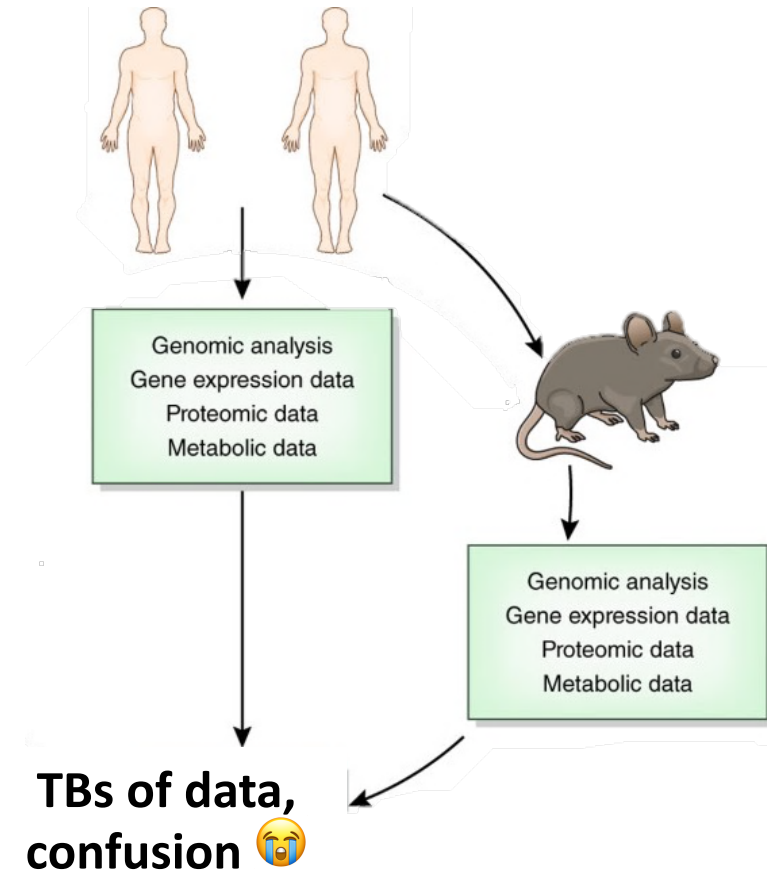 Genomic analysis
Gene expression data
Proteomic data
Metabolic data
Genomic analysis
Gene expression data
Proteomic data
Metabolic data
TBs of data,
confusion 😭